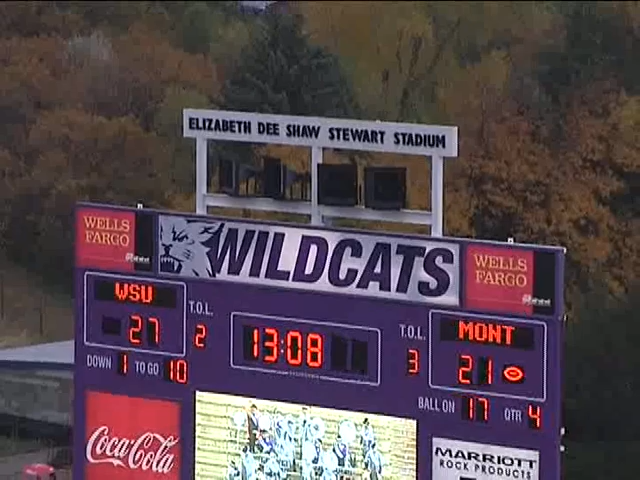 ELIZABETH DEE SHAW STEWART STADIUM
WELLS
FARGO
WILDCATS
WELLS
FARGO
WSU
T.O.L.
27
2
13:08
T.O.L.
3
MONT
21
DOWN 1 TO GO 10
BALL ON 17 QTR 4
Coca-Cola
MARRIOTT
ROCK PRODUCTS